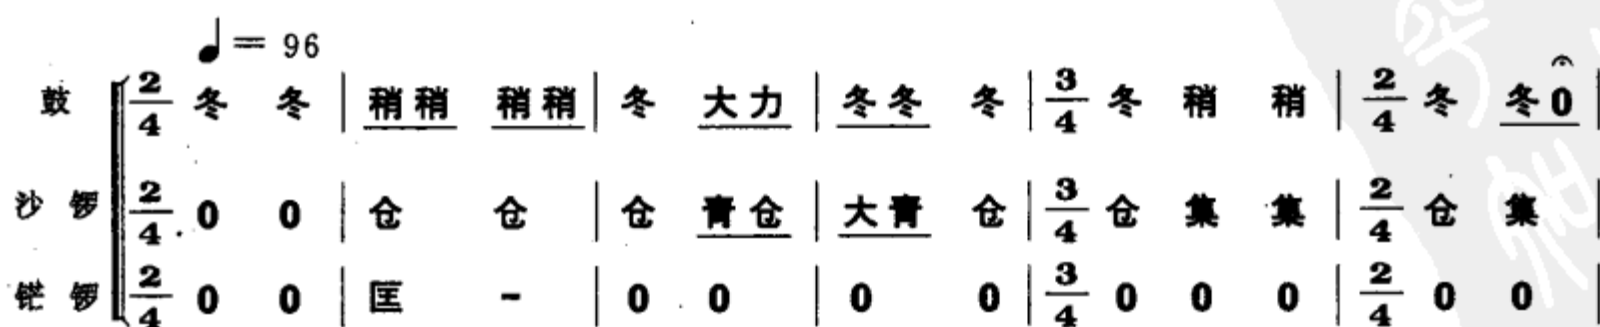 ♩= 96
鼓 2/4 冬 冬 | 稍稍 稍稍 | 冬 大力 | 冬冬 冬 | 3/4 冬 稍 稍 | 2/4 冬 冬0 |
沙锣 2/4 0 0 | 仓 仓 | 仓 青仓 | 大青 仓 | 3/4 仓 集 集 | 2/4 仓 集 |
铓锣 2/4 0 0 | 匡 - | 0 0 | 0 0 | 3/4 0 0 0 | 2/4 0 0